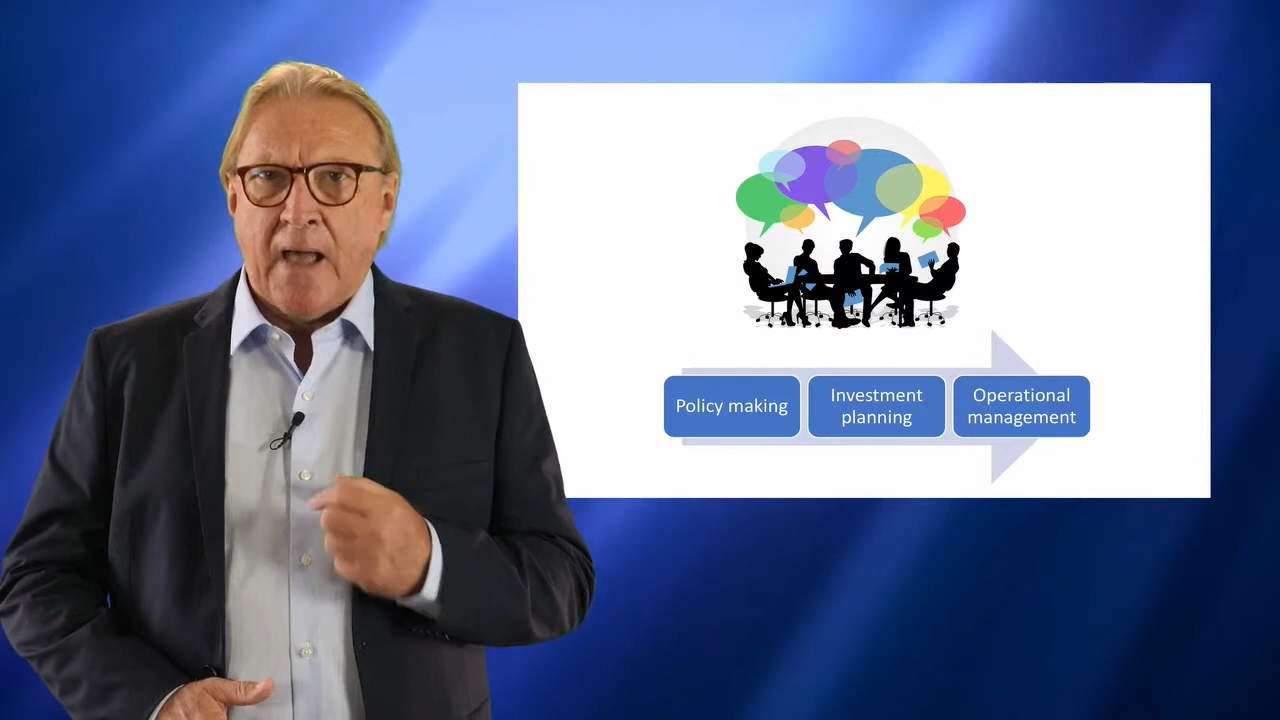 Policy making
Investment
planning
Operational
management